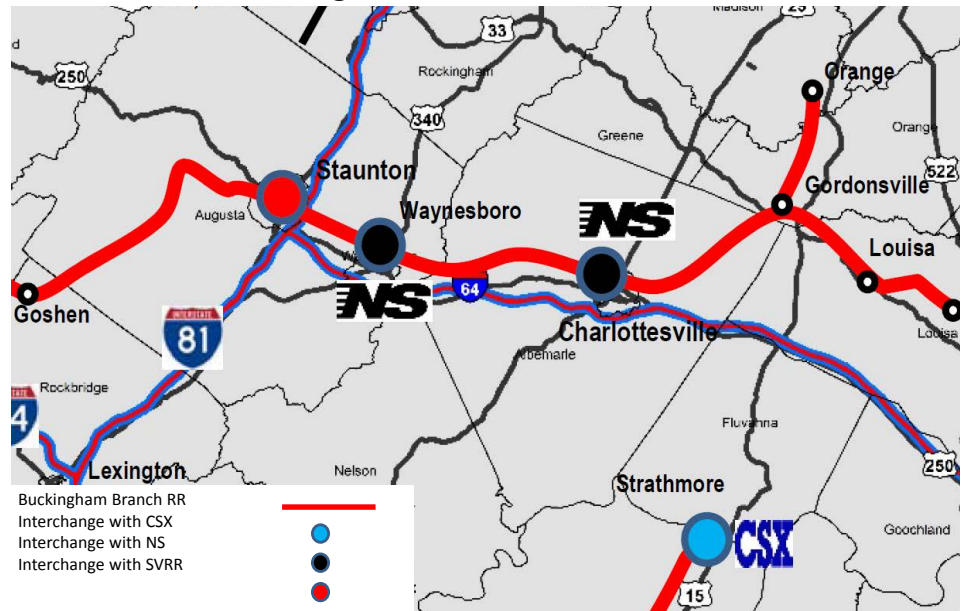 33
Madison
29
250
Rockingham
Orange
340
Greene
Orange
522
Staunton
Gordonsville
Augusta
Waynesboro
NS
Louisa
64
Goshen
NS
Charlottesville
Louisa
INTERSTATE
81
Albemarle
Rockbridge
4
Fluvanna
Lexington
Nelson
250
Strathmore
Goochland
CSX
15
Buckingham Branch RR
Interchange with CSX
Interchange with NS
Interchange with SVRR